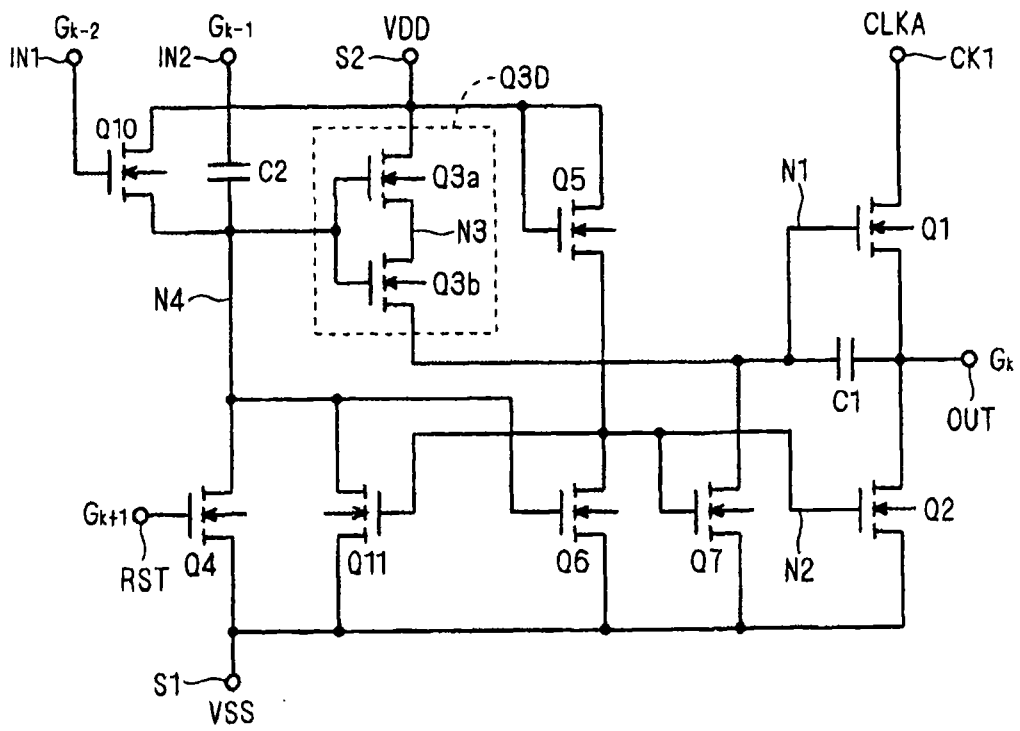 Gk-2 Gk-1 VDD CLKA
IN1 IN2 S2 Q3D CK1
Q10 C2 Q3a Q5 N1
N3 Q1
N4 Q3b
C1 Gk
OUT
Gk+1
RST Q4 Q11 Q6 Q7 N2 Q2
S1
VSS